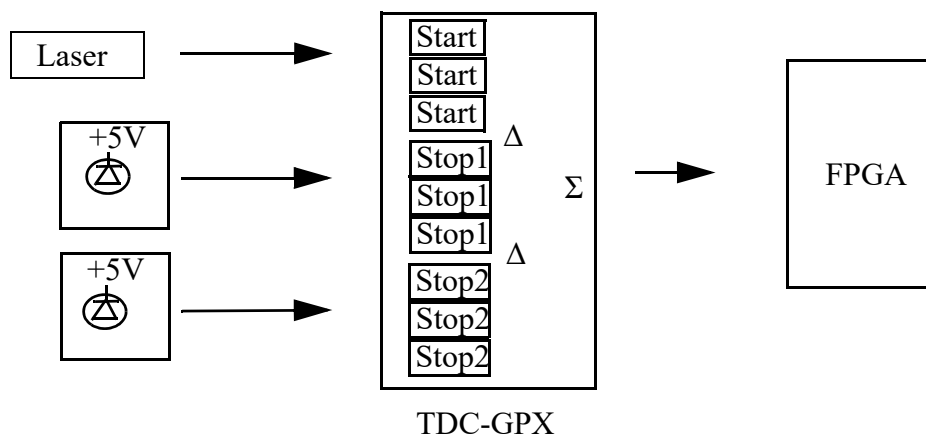 Laser
+5V
+5V
Start
Start
Start
Δ
Stop1
Stop1
Stop1
Σ
Δ
Stop2
Stop2
Stop2
TDC-GPX
FPGA